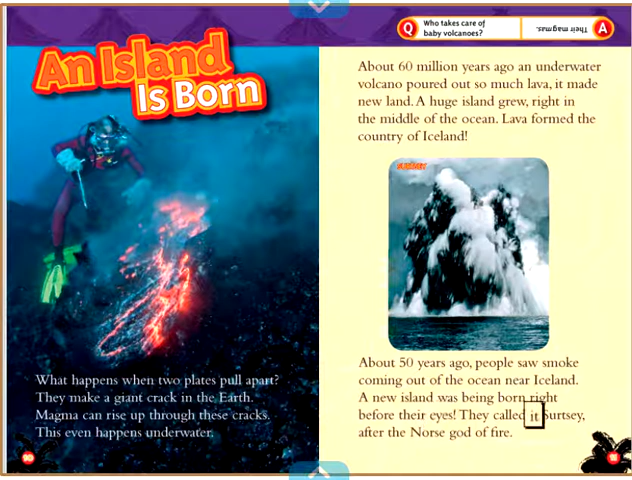 An Island
Is Born
What happens when two plates pull apart?
They make a giant crack in the Earth.
Magma can rise up through these cracks.
This even happens underwater.
Q
Who takes care of
baby volcanoes?
Their magmas.
A
About 60 million years ago an underwater
volcano poured out so much lava, it made
new land. A huge island grew, right in
the middle of the ocean. Lava formed the
country of Iceland!
About 50 years ago, people saw smoke
coming out of the ocean near Iceland.
A new island was being born right
before their eyes! They called it Surtsey,
after the Norse god of fire.